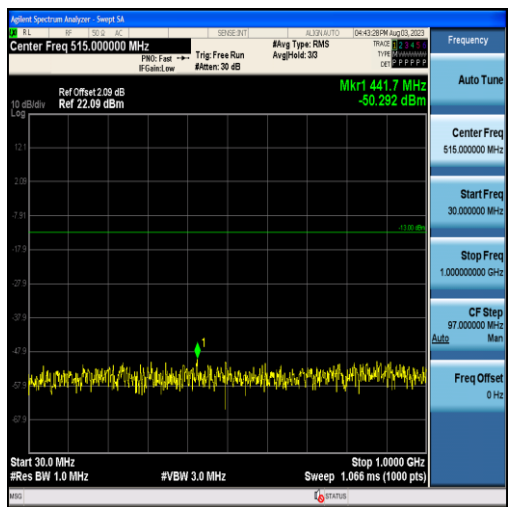 Agilent Spectrum Analyzer - Swept SA
RL RF 50 Ω AC SENSE:INT ALIGN AUTO 04:43:28 PM Aug 03, 2023
Center Freq 515.000000 MHz
PNO: Fast
IFGain:Low
Trig: Free Run
#Atten: 30 dB
#Avg Type: RMS
Avg|Hold: 3/3
TRACE 1 2 3 4 5 6
TYPE
DET P P P P P P
Ref Offset 2.09 dB
Ref 22.09 dBm
10 dB/div
Log
Mkr1 441.7 MHz
-50.292 dBm
12.1
2.09
-7.91
-13.00 dBm
-17.9
-27.9
-37.9
-47.9
1
-57.9
-67.9
Start 30.0 MHz
#Res BW 1.0 MHz
#VBW 3.0 MHz
Stop 1.0000 GHz
Sweep 1.066 ms (1000 pts)
MSG
STATUS
Frequency
Auto Tune
Center Freq
515.000000 MHz
Start Freq
30.000000 MHz
Stop Freq
1.000000000 GHz
CF Step
97.000000 MHz
Auto Man
Freq Offset
0 Hz